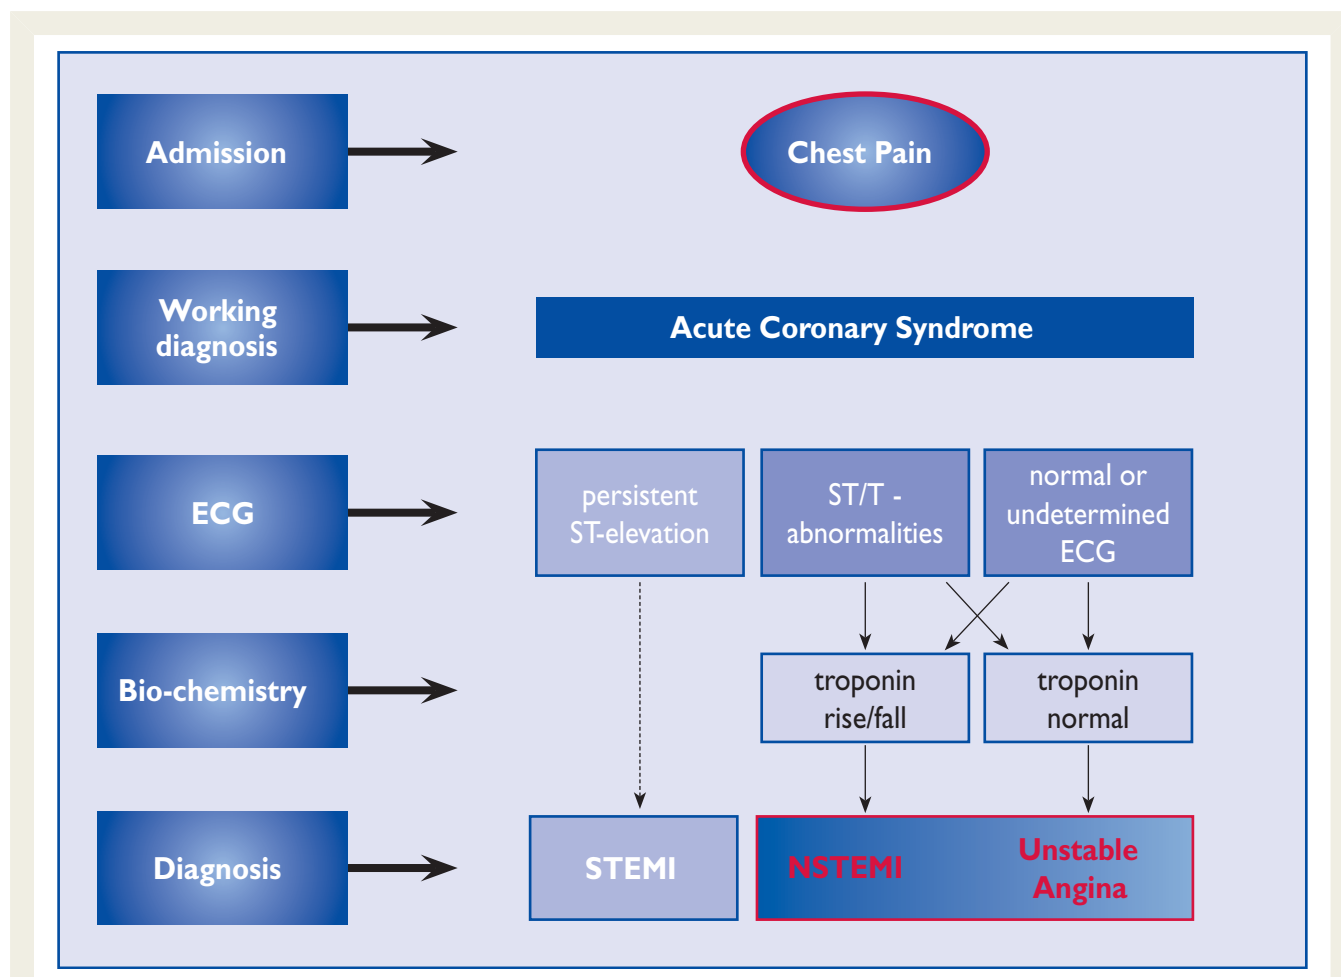 Admission
Chest Pain
Working
diagnosis
Acute Coronary Syndrome
ECG
persistent
ST-elevation
ST/T -
abnormalities
normal or
undetermined
ECG
Bio-chemistry
troponin
rise/fall
troponin
normal
Diagnosis
STEMI
NSTEMI
Unstable
Angina